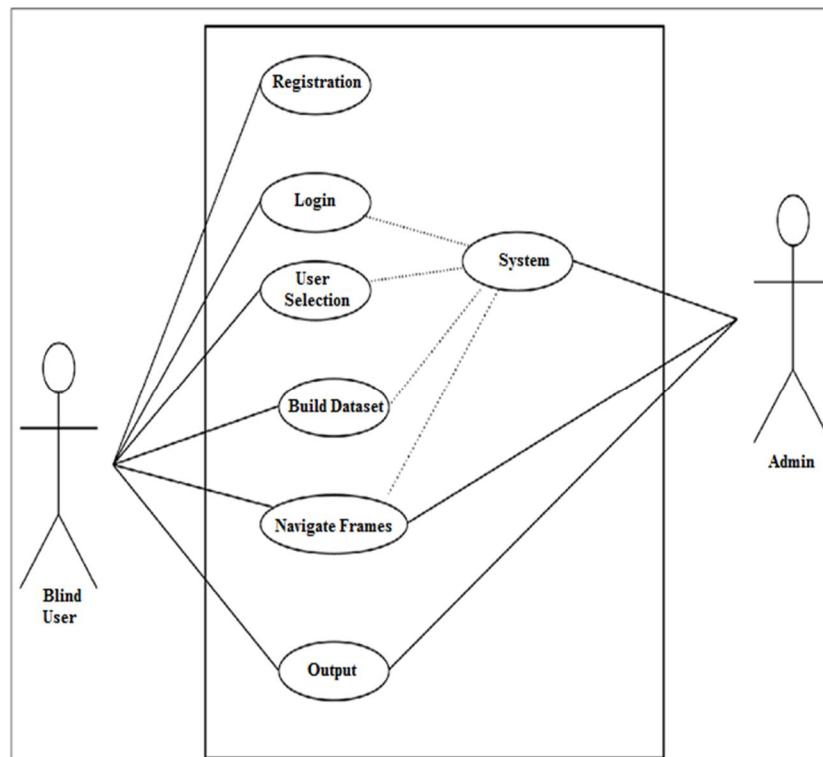 Registration
Login
System
User
Selection
Build Dataset
Admin
Navigate Frames
Blind
User
Output